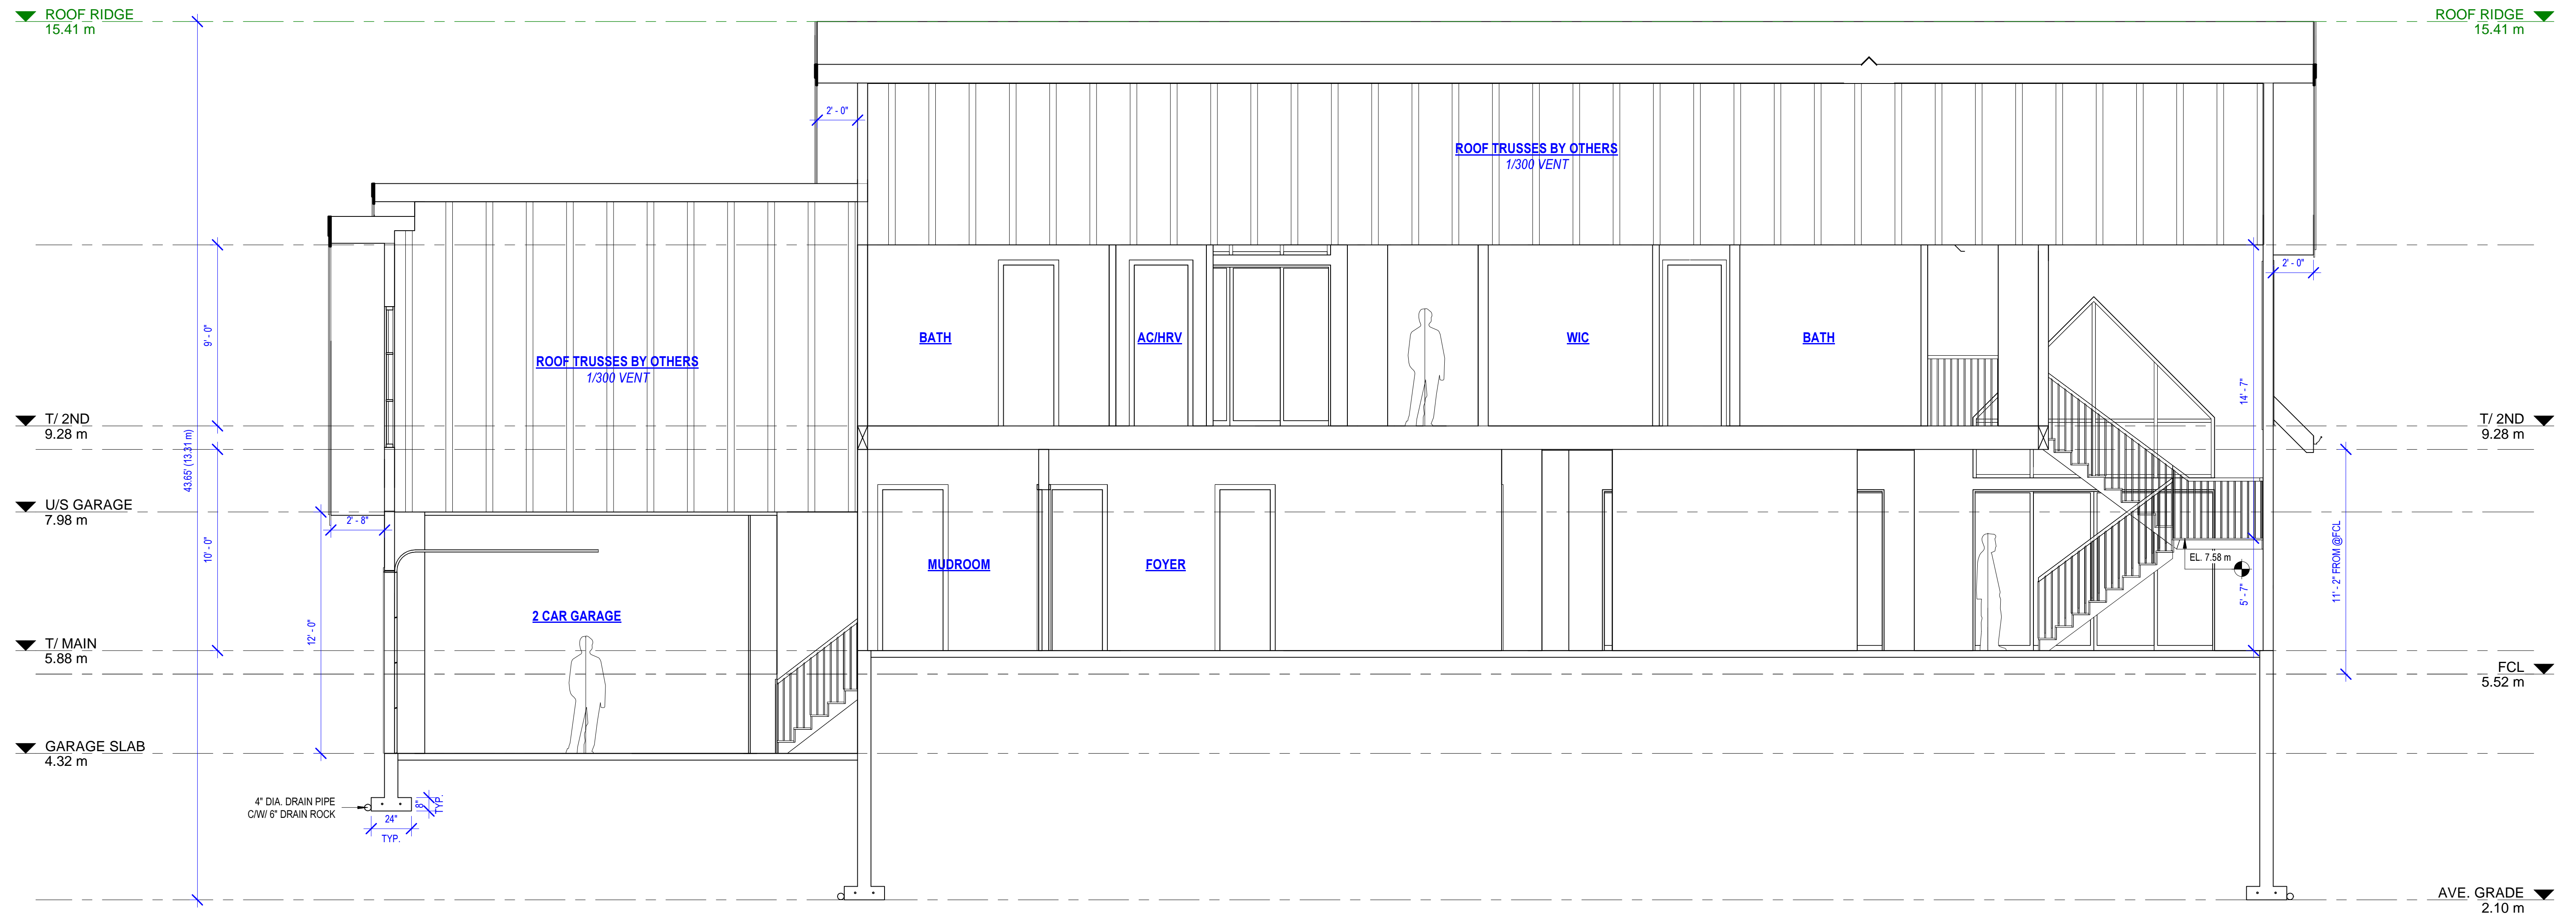 ROOF RIDGE
15.41 m
ROOF RIDGE
15.41 m
2' - 0"
ROOF TRUSSES BY OTHERS
1/300 VENT
2' - 0"
9' - 0"
BATH
AC/HRV
WIC
BATH
ROOF TRUSSES BY OTHERS
1/300 VENT
14' - 7"
T/ 2ND
9.28 m
T/ 2ND
9.28 m
43.65' (13.31 m)
U/S GARAGE
7.98 m
2' - 8"
10' - 0"
MUDROOM
FOYER
EL. 7.58 m
11' - 2" FROM @FCL
5' - 7"
2 CAR GARAGE
12' - 0"
T/ MAIN
5.88 m
FCL
5.52 m
GARAGE SLAB
4.32 m
4" DIA. DRAIN PIPE
C/W/ 6" DRAIN ROCK
8"
TYP.
24"
TYP.
AVE. GRADE
2.10 m